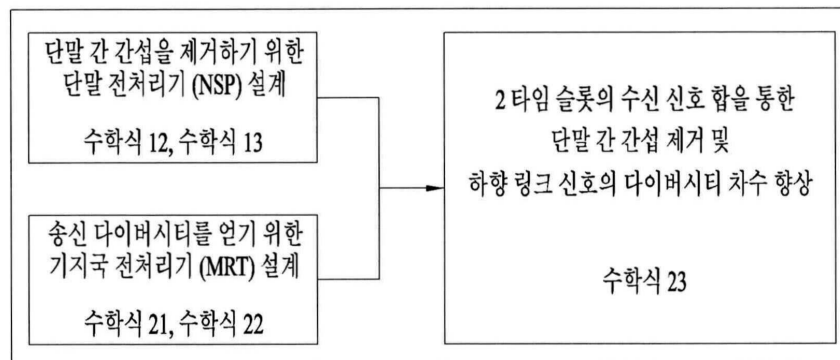 단말 간 간섭을 제거하기 위한
단말 전처리기 (NSP) 설계
수학식 12, 수학식 13
송신 다이버시티를 얻기 위한
기지국 전처리기 (MRT) 설계
수학식 21, 수학식 22
2 타임 슬롯의 수신 신호 합을 통한
단말 간 간섭 제거 및
하향 링크 신호의 다이버시티 차수 향상
수학식 23